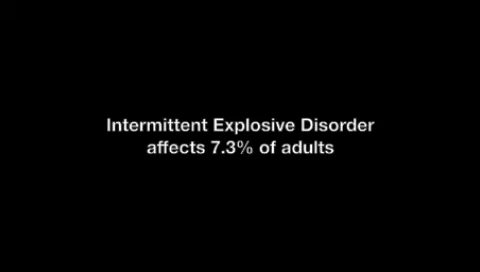 Intermittent Explosive Disorder
affects 7.3% of adults